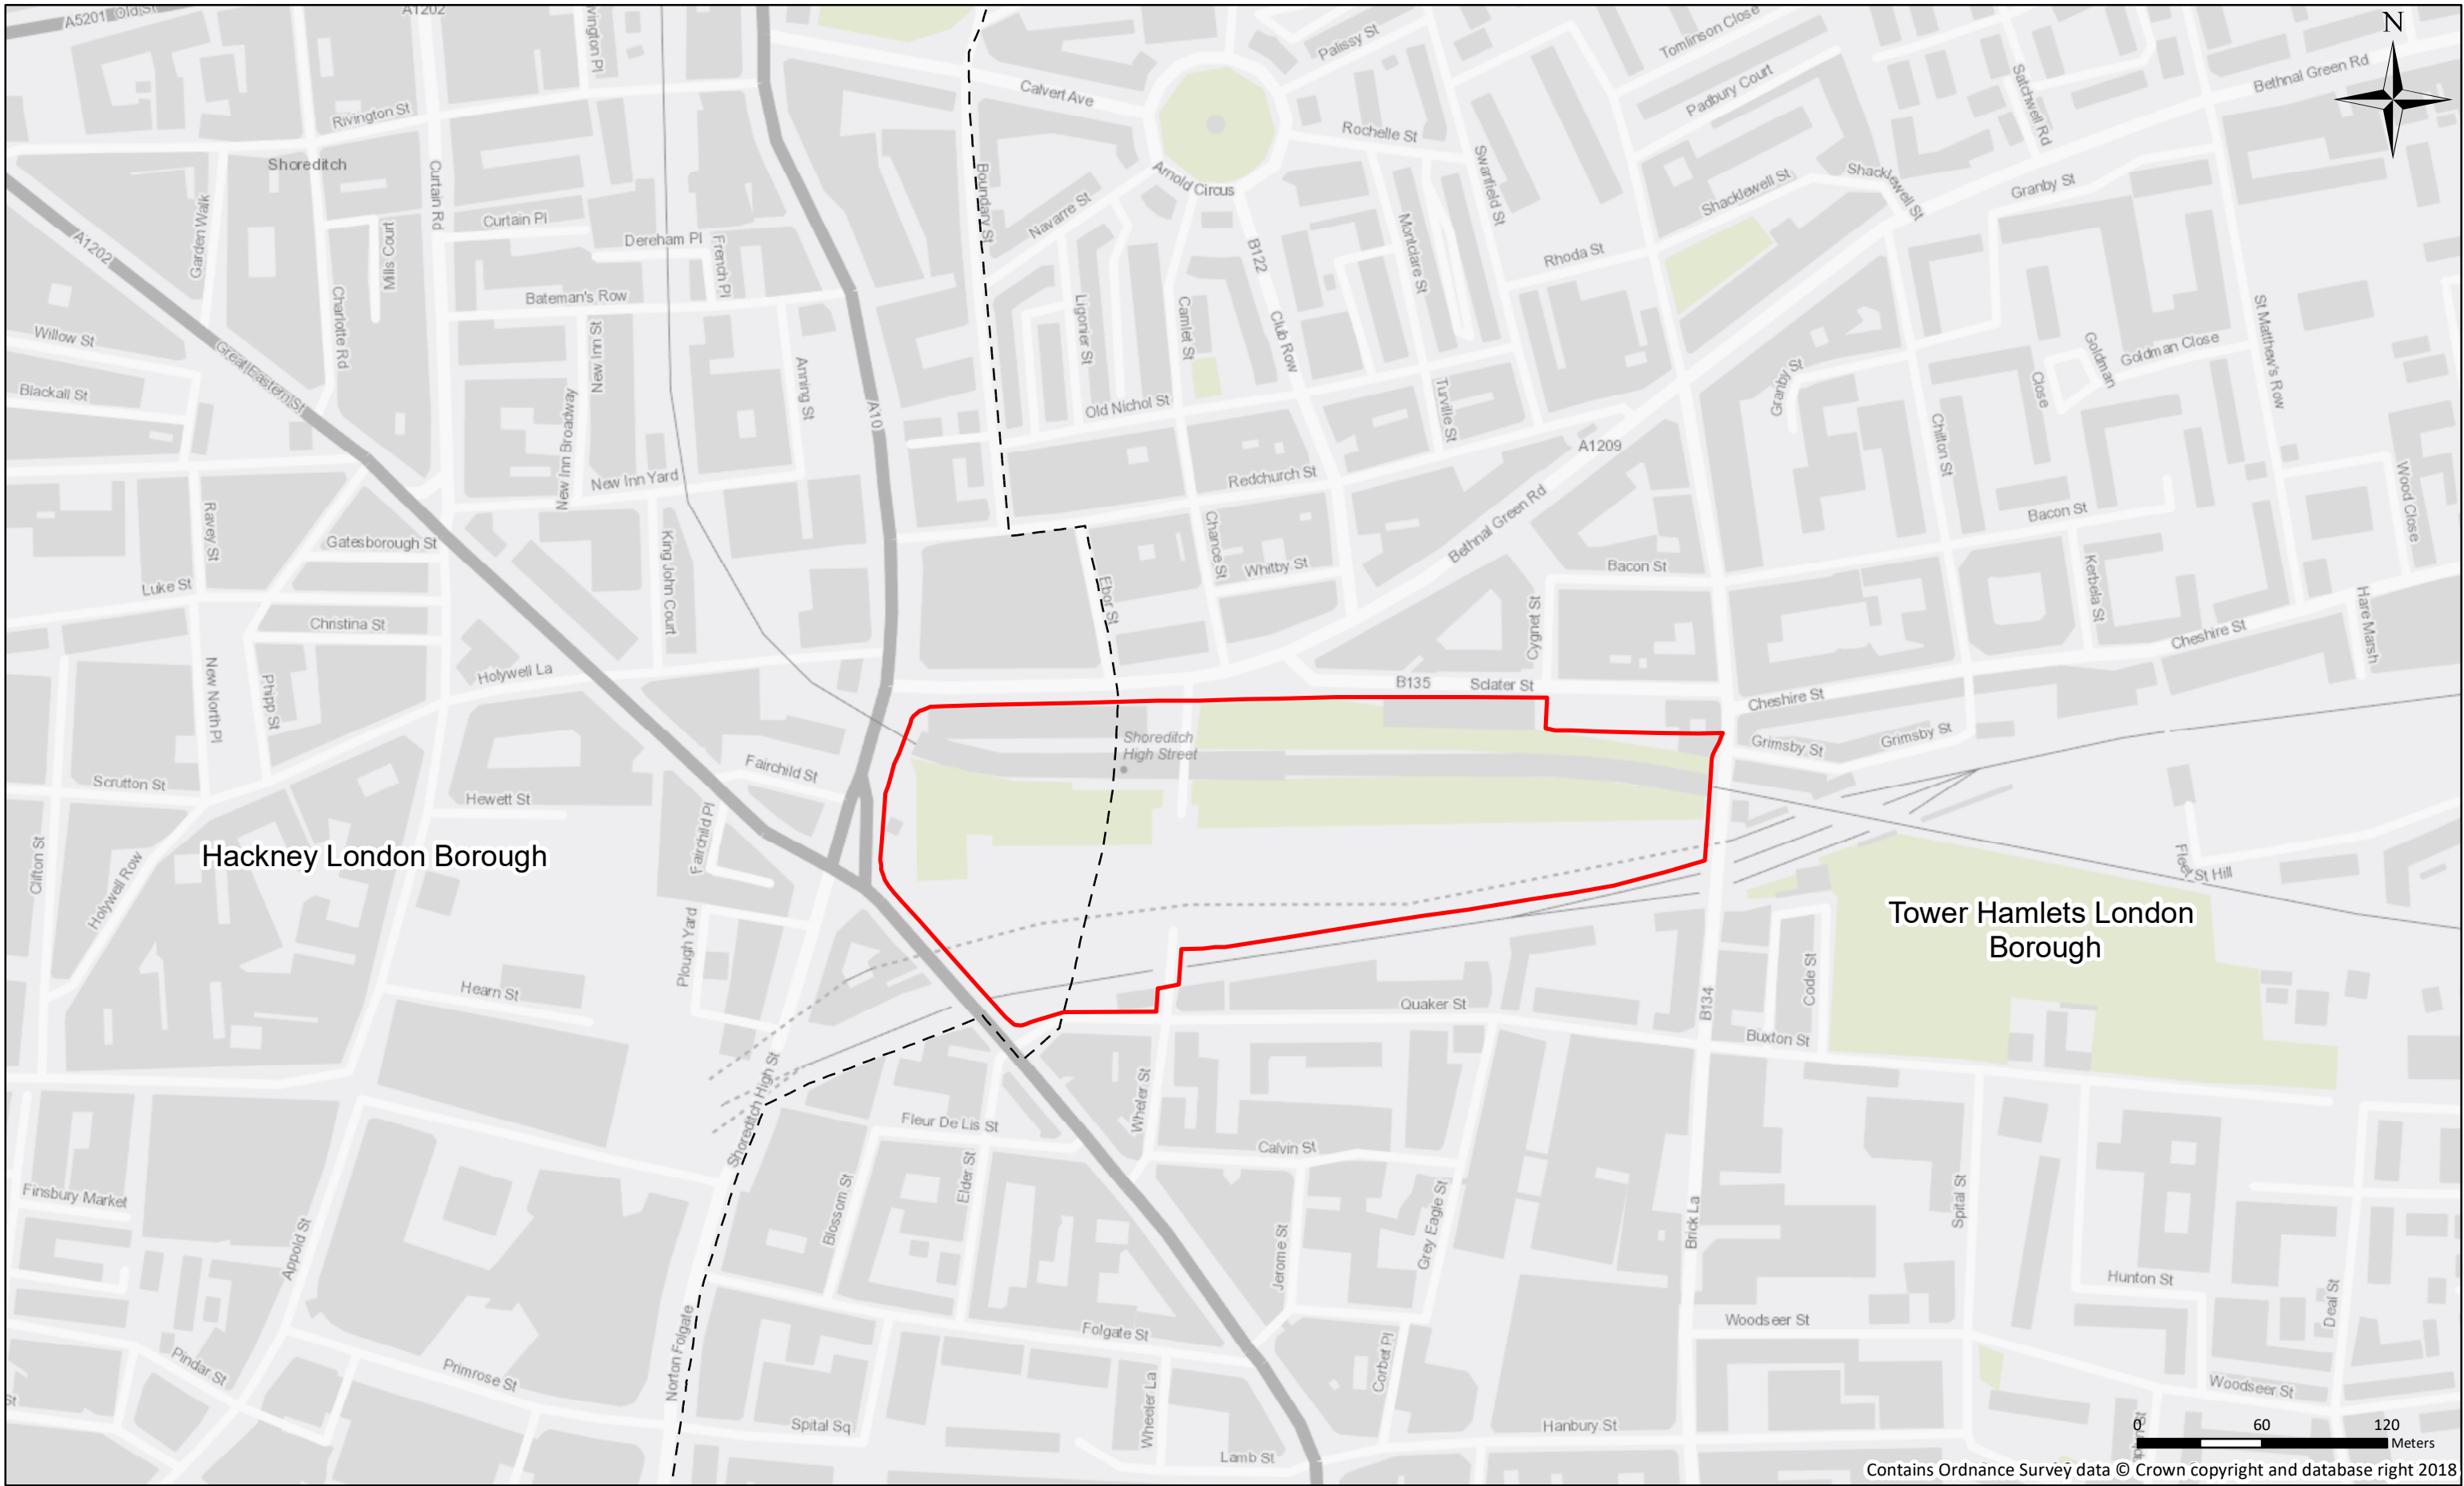 A5201 Old St
A1202
Rivington Pl
N
Palissy St
Tomlinson Close
Bethnal Green Rd
Satchwell Rd
Padbury Court
Calvert Ave
Rivington St
Rochelle St
Shoreditch
Curtain Rd
Boundary St
Arnold Circus
Swanfield St
Shacklewell St
Shacklewell St
Granby St
Garden Walk
Mills Court
Curtain Pl
Dereham Pl
French Pl
Navarre St
B122
Montclare St
Rhoda St
A1202
Bateman's Row
Charlotte Rd
Willow St
Great Eastern St
New Inn St
Anning St
A10
Ligonier St
Camlet St
Club Row
St Matthew's Row
Goldman
Close
Goldman Close
Granby St
Blackall St
Old Nichol St
Turville St
A1209
Chilton St
New Inn Broadway
New Inn Yard
Redchurch St
Bethnal Green Rd
Wood Close
Bacon St
Ravey St
Gatesborough St
King John Court
Chance St
Whitby St
Bacon St
Luke St
Ebor St
Cygnet St
Kerbela St
Hare Marsh
Christina St
Cheshire St
New North Pl
Phipp St
Holywell La
B135
Sclater St
Cheshire St
Shoreditch
High Street
Grimsby St
Grimsby St
Scrutton St
Hewett St
Fairchild St
Fairchild Pl
Clifton St
Hackney London Borough
Holywell Row
Fleet St Hill
Tower Hamlets London
Borough
Plough Yard
Hearn St
Quaker St
B134
Code St
Buxton St
Shoreditch High St
Wheler St
Fleur De Lis St
Calvin St
Elder St
Blossom St
Finsbury Market
Appold St
Grey Eagle St
Jerome St
Brick La
Spital St
Hunton St
Deal St
Norton Folgate
Folgate St
Woodseer St
Pindar St
Primrose St
Corbet Pl
Woodseer St
St
Spital Sq
Wheeler La
Lamb St
Hanbury St
0 60 120
Meters
Contains Ordnance Survey data © Crown copyright and database right 2018